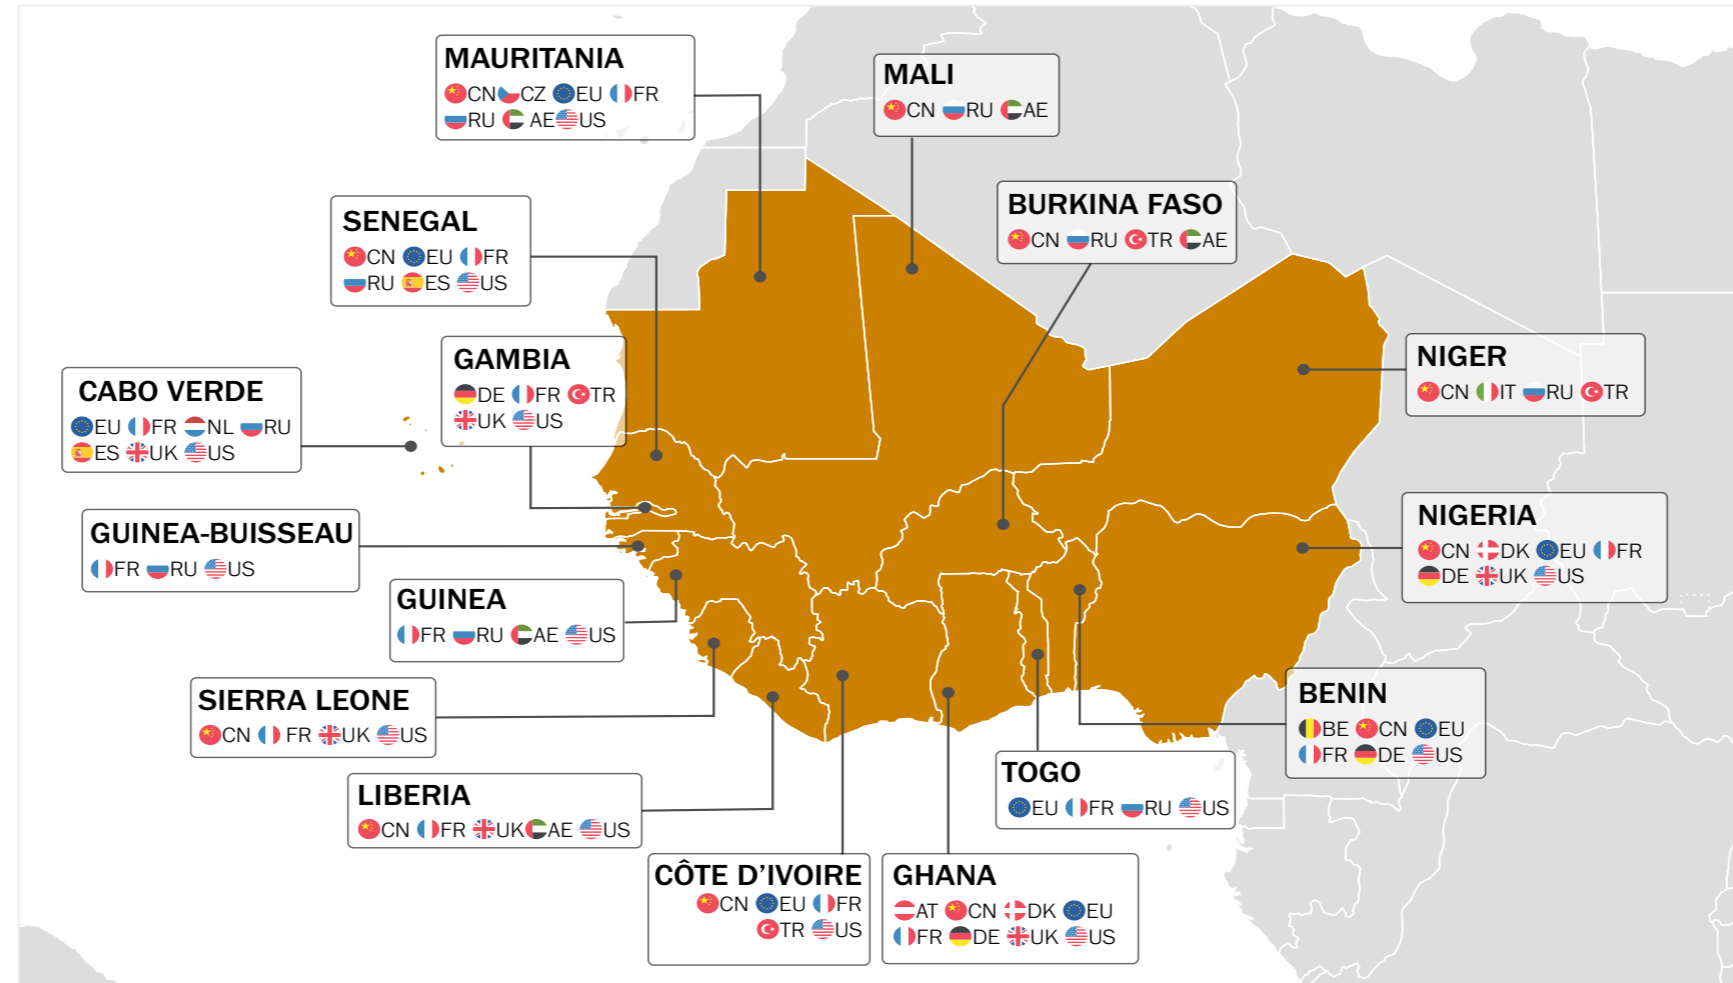 MAURITANIA
CN CZ EU FR
RU AE US
MALI
CN RU AE
BURKINA FASO
CN RU TR AE
SENEGAL
CN EU FR
RU ES US
GAMBIA
DE FR TR
UK US
CABO VERDE
EU FR NL RU
ES UK US
NIGER
CN IT RU TR
GUINEA-BUISSEAU
FR RU US
NIGERIA
CN DK EU FR
DE UK US
GUINEA
FR RU AE US
SIERRA LEONE
CN FR UK US
BENIN
BE CN EU
FR DE US
LIBERIA
CN FR UK AE US
TOGO
EU FR RU US
CÔTE D’IVOIRE
CN EU FR
TR US
GHANA
AT CN DK EU
FR DE UK US